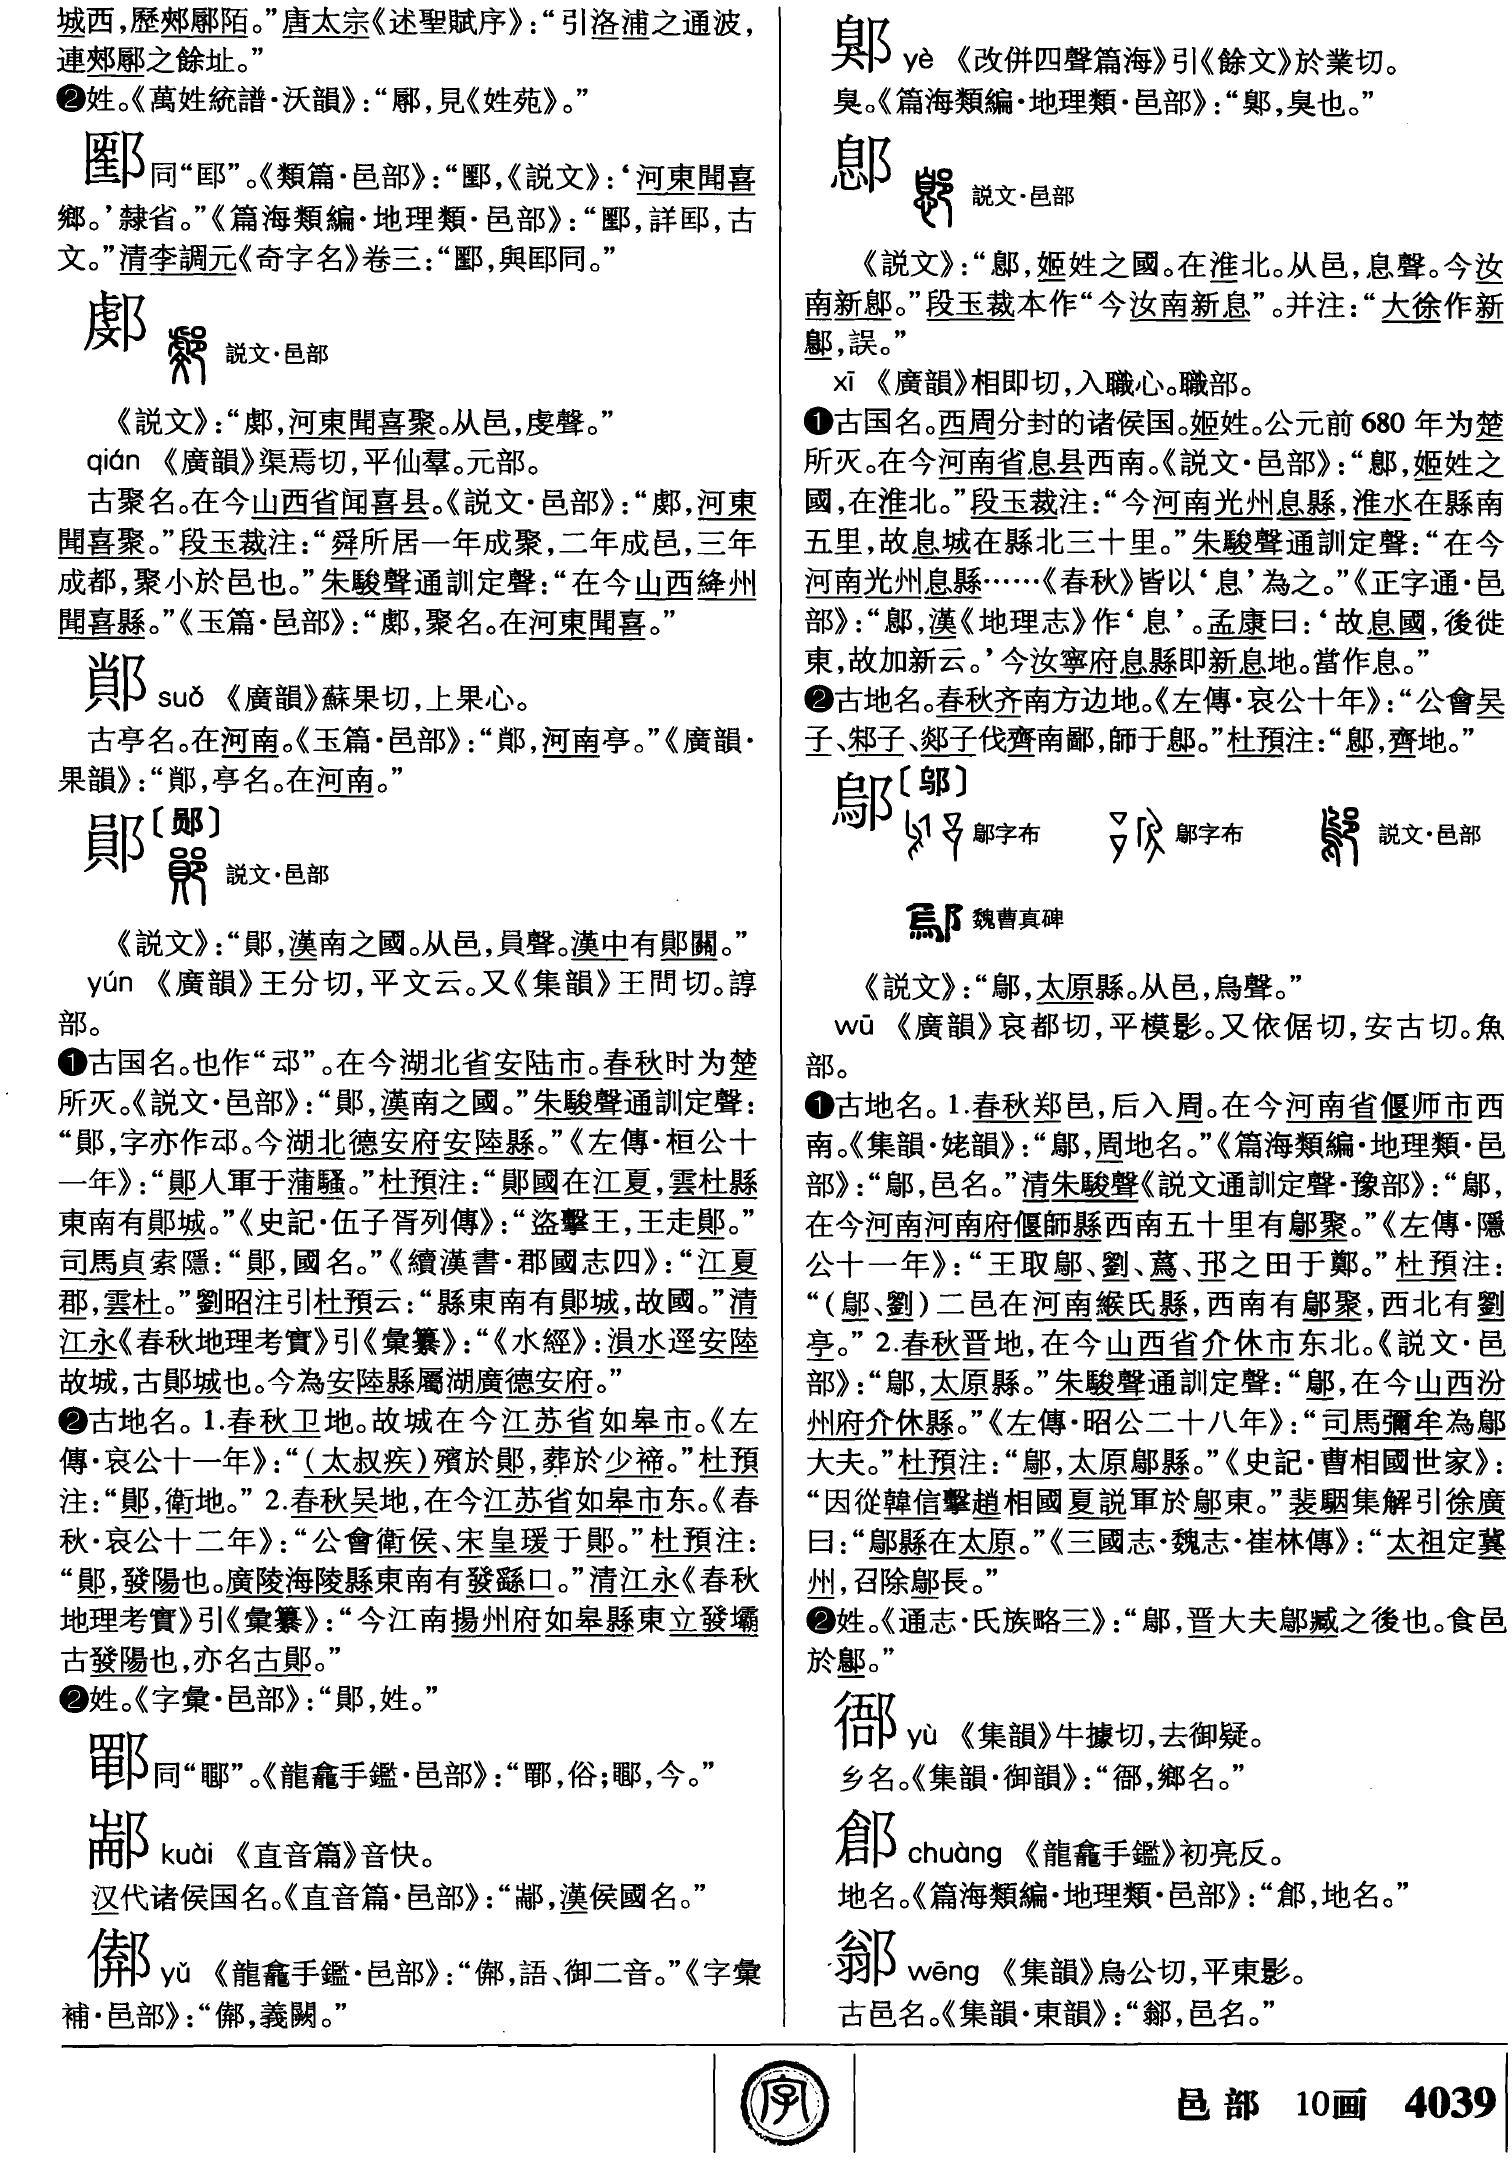 城西，歷郟鄏陌。”唐太宗《述聖賦序》：“引洛浦之通波，
連郟鄏之餘址。”
❷姓。《萬姓統譜·沃韻》：“鄏，見《姓苑》。”
同“郾”。《類篇·邑部》：《説文》：‘河東聞喜
鄉。’隸省。”《篇海類編·地理類·邑部》：古
文。”清李調元《奇字名》卷三：
鄐
説文·邑部
《説文》：河東聞喜聚。从邑，虔聲。”
qián 《廣韻》渠焉切，平仙羣。元部。
古聚名。在今山西省闻喜县。《説文·邑部》：河東
聞喜聚。”段玉裁注：“舜所居一年成聚，二年成邑，三年
成都，聚小於邑也。”朱駿聲通訓定聲：“在今山西絳州
聞喜縣。”《玉篇·邑部》：聚名。在河東聞喜。”
suǒ 《廣韻》蘇果切，上果心。
古亭名。在河南。《玉篇·邑部》：河南亭。”《廣韻·
果韻》：亭名。在河南。”
鄖〔郧〕
説文·邑部
《説文》：“鄖，漢南之國。从邑，員聲。漢中有鄖關。”
yún 《廣韻》王分切，平文云。又《集韻》王問切。諄
部。
❶古国名。也作“䢵”。在今湖北省安陆市。春秋时为楚
所灭。《説文·邑部》：“鄖，漢南之國。”朱駿聲通訓定聲：
“鄖，字亦作䢵。今湖北德安府安陸縣。”《左傳·桓公十
一年》：“鄖人軍于蒲騷。”杜預注：“鄖國在江夏，雲杜縣
東南有鄖城。”《史記·伍子胥列傳》：“盜擊王，王走鄖。”
司馬貞索隱：“鄖，國名。”《續漢書·郡國志四》：“江夏
郡，雲杜。”劉昭注引杜預云：“縣東南有鄖城，故國。”清
江永《春秋地理考實》引《彙纂》：“《水經》：溳水逕安陸
故城，古鄖城也。今為安陸縣屬湖廣德安府。”
❷古地名。1.春秋卫地。故城在今江苏省如皋市。《左
傳·哀公十一年》：“（太叔疾）殯於鄖，葬於少禘。”杜預
注：“鄖，衛地。”2.春秋吴地，在今江苏省如皋市东。《春
秋·哀公十二年》：“公會衛侯、宋皇瑗于鄖。”杜預注：
“鄖，發陽也。廣陵海陵縣東南有發繇口。”清江永《春秋
地理考實》引《彙纂》：“今江南揚州府如皋縣東立發壩
古發陽也，亦名古鄖。”
❷姓。《字彙·邑部》：“鄖，姓。”
同《龍龕手鑑·邑部》：俗；今。”
kuài 《直音篇》音快。
汉代诸侯国名。《直音篇·邑部》：漢侯國名。”
yǔ 《龍龕手鑑·邑部》：語、御二音。”《字彙
補·邑部》：義闕。”
yè 《改併四聲篇海》引《餘文》於業切。
臭。《篇海類編·地理類·邑部》：臭也。”
鄎
説文·邑部
《説文》：“鄎，姬姓之國。在淮北。从邑，息聲。今汝
南新鄎。”段玉裁本作“今汝南新息”。并注：“大徐作新
鄎，誤。”
xī 《廣韻》相即切，入職心。職部。
❶古国名。西周分封的诸侯国。姬姓。公元前 680 年为楚
所灭。在今河南省息县西南。《説文·邑部》：“鄎，姬姓之
國，在淮北。”段玉裁注：“今河南光州息縣，淮水在縣南
五里，故息城在縣北三十里。”朱駿聲通訓定聲：“在今
河南光州息縣……《春秋》皆以‘息’為之。”《正字通·邑
部》：“鄎，漢《地理志》作‘息’。孟康曰：‘故息國，後徙
東，故加新云。’今汝寧府息縣即新息地。當作息。”
❷古地名。春秋齐南方边地。《左傳·哀公十年》：“公會吴
子、邾子、郯子伐齊南鄙，師于鄎。”杜預注：“鄎，齊地。”
鄔〔邬〕
鄔字布 鄔字布 説文·邑部
魏曹真碑
《説文》：“鄔，太原縣。从邑，烏聲。”
wū 《廣韻》哀都切，平模影。又依倨切，安古切。魚
部。
❶古地名。1.春秋郑邑，后入周。在今河南省偃师市西
南。《集韻·姥韻》：“鄔，周地名。”《篇海類編·地理類·邑
部》：“鄔，邑名。”清朱駿聲《説文通訓定聲·豫部》：“鄔，
在今河南河南府偃師縣西南五十里有鄔聚。”《左傳·隱
公十一年》：“王取鄔、劉、蒍、邘之田于鄭。”杜預注：
“（鄔、劉）二邑在河南緱氏縣，西南有鄔聚，西北有劉
亭。”2.春秋晋地，在今山西省介休市东北。《説文·邑
部》：“鄔，太原縣。”朱駿聲通訓定聲：“鄔，在今山西汾
州府介休縣。”《左傳·昭公二十八年》：“司馬彌牟為鄔
大夫。”杜預注：“鄔，太原鄔縣。”《史記·曹相國世家》：
“因從韓信擊趙相國夏説軍於鄔東。”裴駰集解引徐廣
曰：“鄔縣在太原。”《三國志·魏志·崔林傳》：“太祖定冀
州，召除鄔長。”
❷姓。《通志·氏族略三》：“鄔，晋大夫鄔臧之後也。食邑
於鄔。”
yù 《集韻》牛據切，去御疑。
乡名。《集韻·御韻》：鄉名。”
chuàng 《龍龕手鑑》初亮反。
地名。《篇海類編·地理類·邑部》：地名。”
wēng 《集韻》烏公切，平東影。
古邑名。《集韻·東韻》：邑名。”
字
邑部 10画 4039